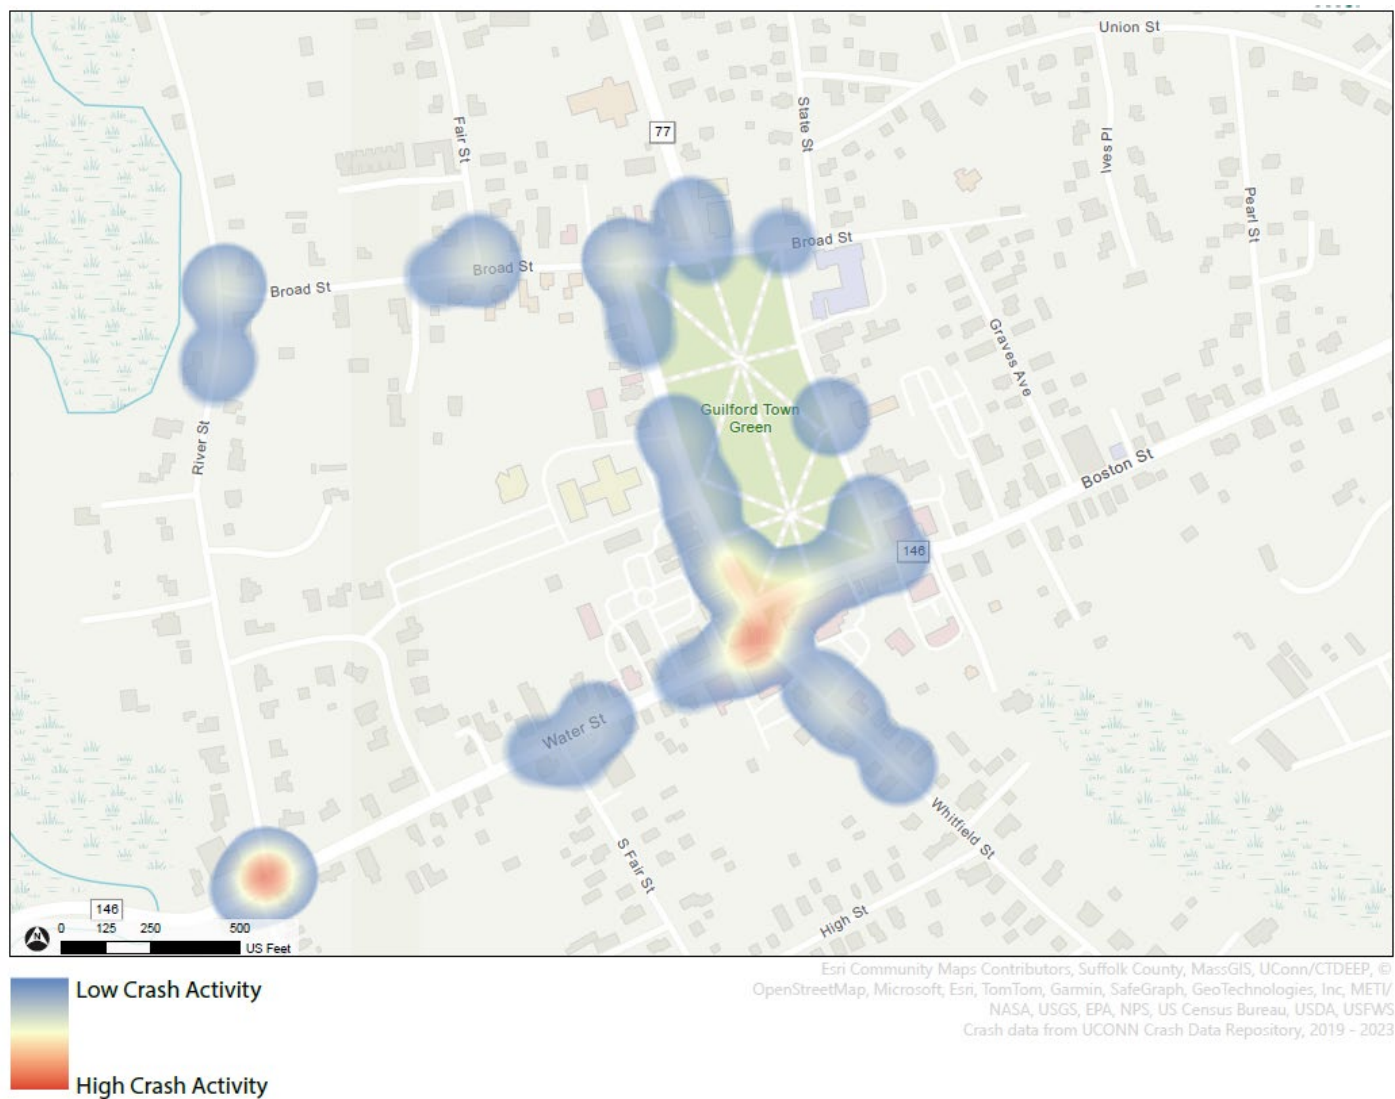 Union St
State St
77
Fair St
Ives Pl
Pearl St
Broad St
Broad St
Broad St
Graves Ave
Guilford Town
Green
River St
Boston St
146
Water St
Whitfield St
S Fair St
High St
146
N
0 125 250 500
US Feet
Esri Community Maps Contributors, Suffolk County, MassGIS, UConn/CTDEEP, ©
OpenStreetMap, Microsoft, Esri, TomTom, Garmin, SafeGraph, GeoTechnologies, Inc, METI/
NASA, USGS, EPA, NPS, US Census Bureau, USDA, USFWS
Crash data from UCONN Crash Data Repository, 2019 - 2023
Low Crash Activity
High Crash Activity